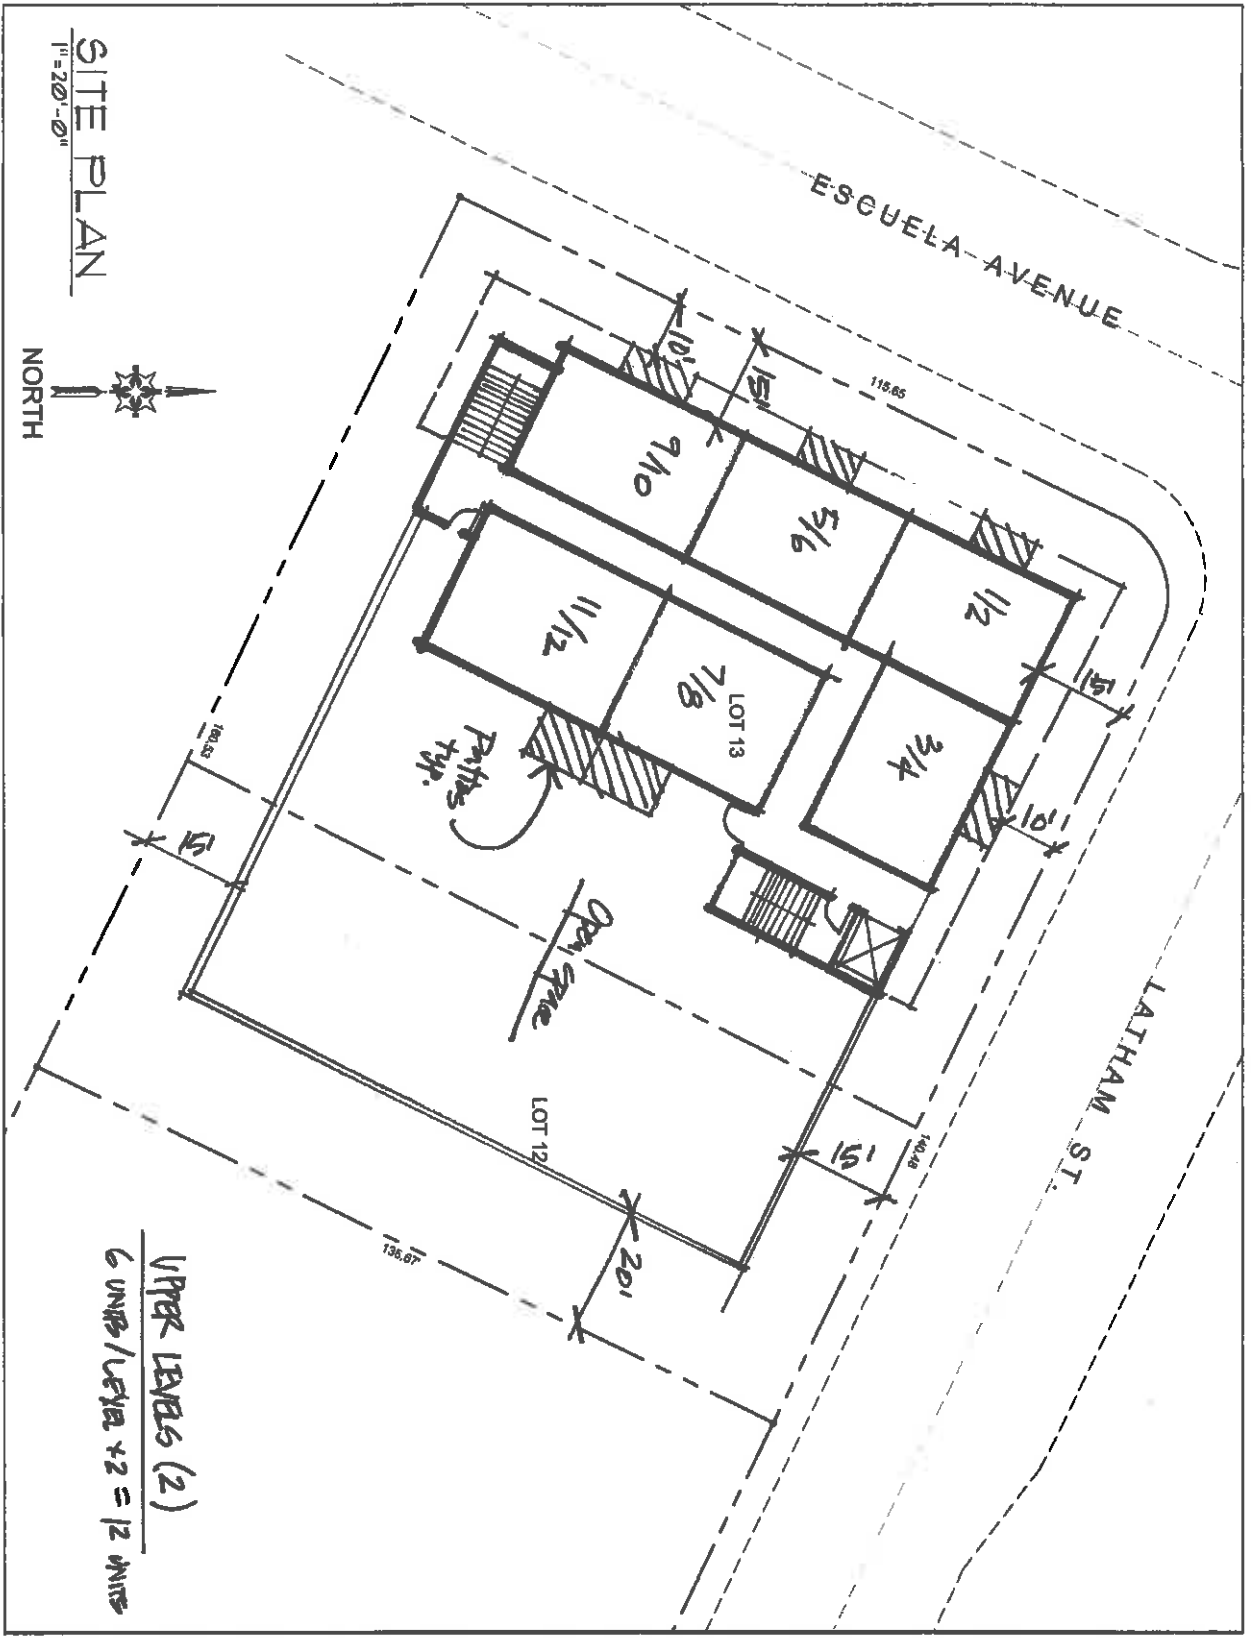 SITE PLAN
1"=20'-0"
NORTH
ESCUELA AVENUE
LATHAM ST.
115.65
10'
15'
9/10
5/6
1/2
15'
11/12
7/8
LOT 13
3/4
10'
Patios
typ.
160.53
15'
Open Space
LOT 12
15'
140.48
20'
135.67
UPPER LEVELS (2)
6 UNITS/LEVEL x2 = 12 UNITS